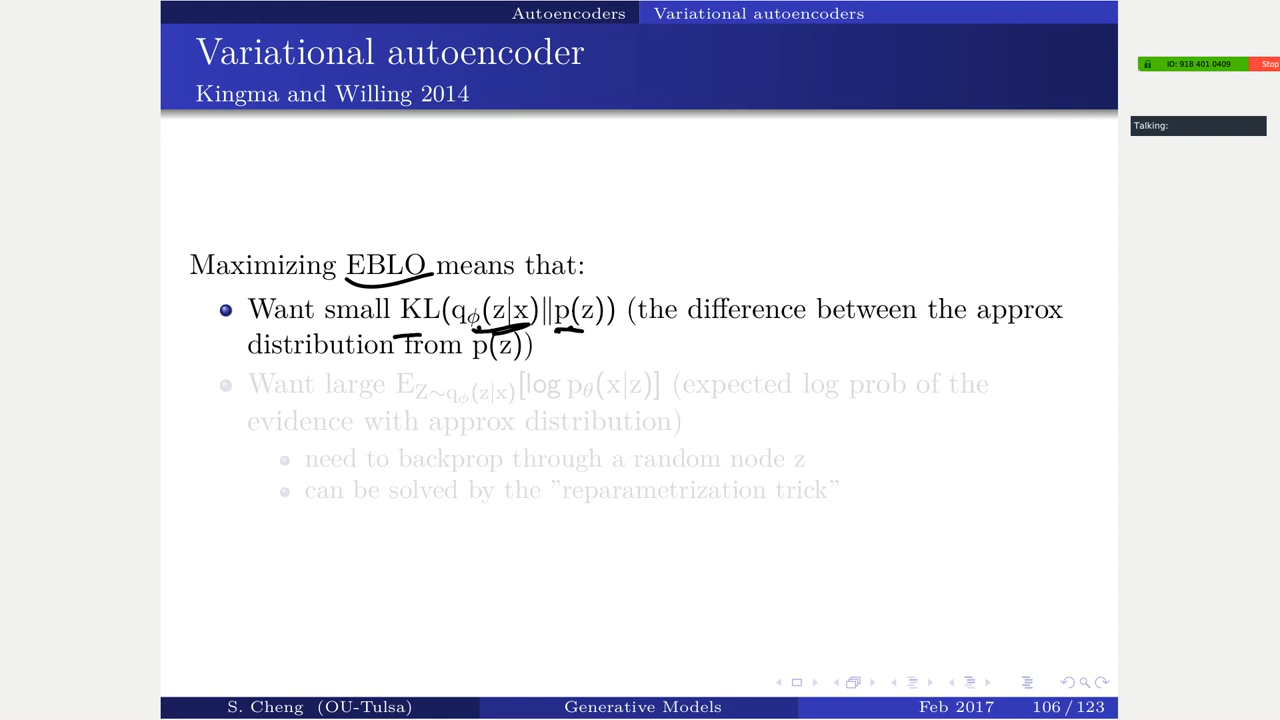 Autoencoders Variational autoencoders
Variational autoencoder
Kingma and Willing 2014
ID: 918 401 0409 Stop
Talking:
Maximizing EBLO means that:
Want small KL(qϕ(z|x)‖p(z)) (the difference between the approx
distribution from p(z))
Want large EZ∼qϕ(z|x)[log pθ(x|z)] (expected log prob of the
evidence with approx distribution)
need to backprop through a random node z
can be solved by the ”reparametrization trick”
S. Cheng (OU-Tulsa) Generative Models Feb 2017 106 / 123